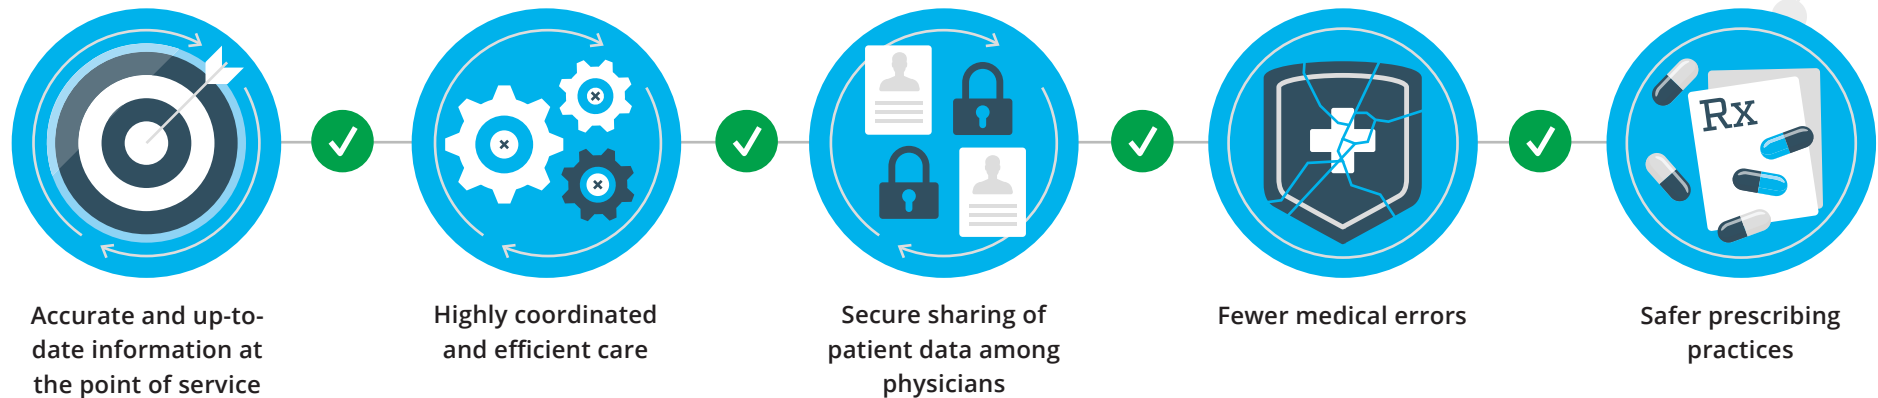 Rx
Accurate and up-to-
date information at
the point of service
Highly coordinated
and efficient care
Secure sharing of
patient data among
physicians
Fewer medical errors
Safer prescribing
practices